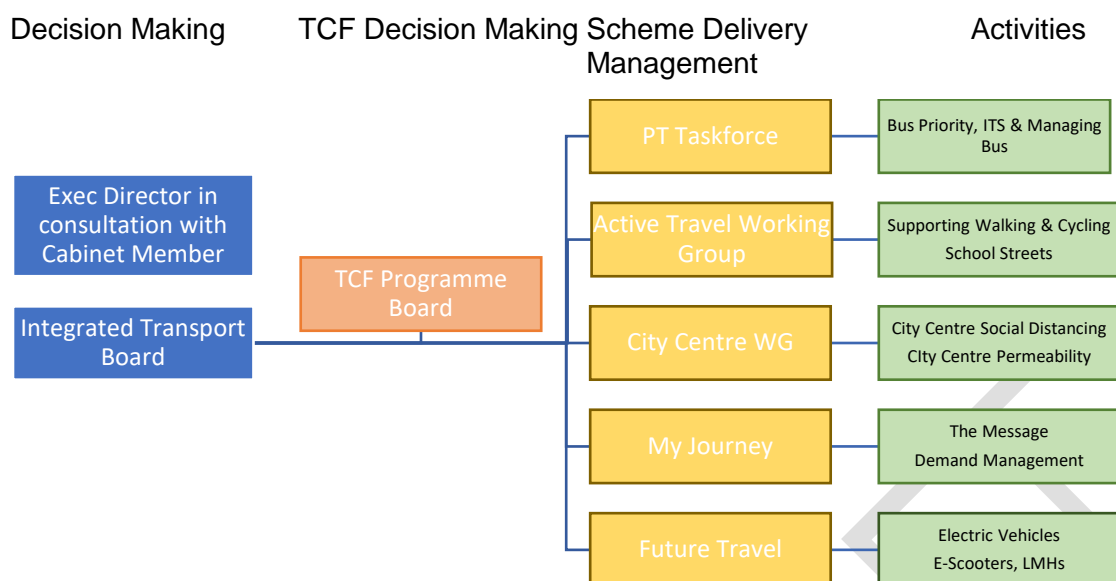 Decision Making
TCF Decision Making
Scheme Delivery
Management
Activities
Exec Director in
consultation with
Cabinet Member
Integrated Transport
Board
TCF Programme
Board
PT Taskforce
Bus Priority, ITS & Managing
Bus
Active Travel Working
Group
Supporting Walking & Cycling
School Streets
City Centre WG
City Centre Social Distancing
CIty Centre Permeability
My Journey
The Message
Demand Management
Future Travel
Electric Vehicles
E-Scooters, LMHs